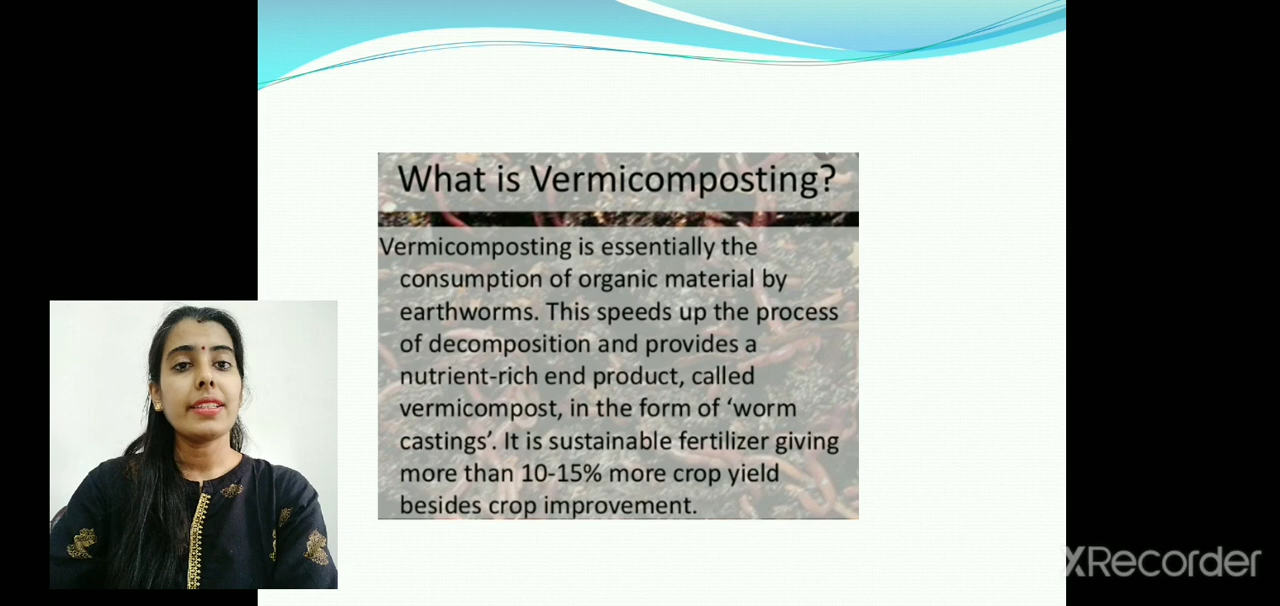 What is Vermicomposting?
Vermicomposting is essentially the
consumption of organic material by
earthworms. This speeds up the process
of decomposition and provides a
nutrient-rich end product, called
vermicompost, in the form of ‘worm
castings’. It is sustainable fertilizer giving
more than 10-15% more crop yield
besides crop improvement.
XRecorder